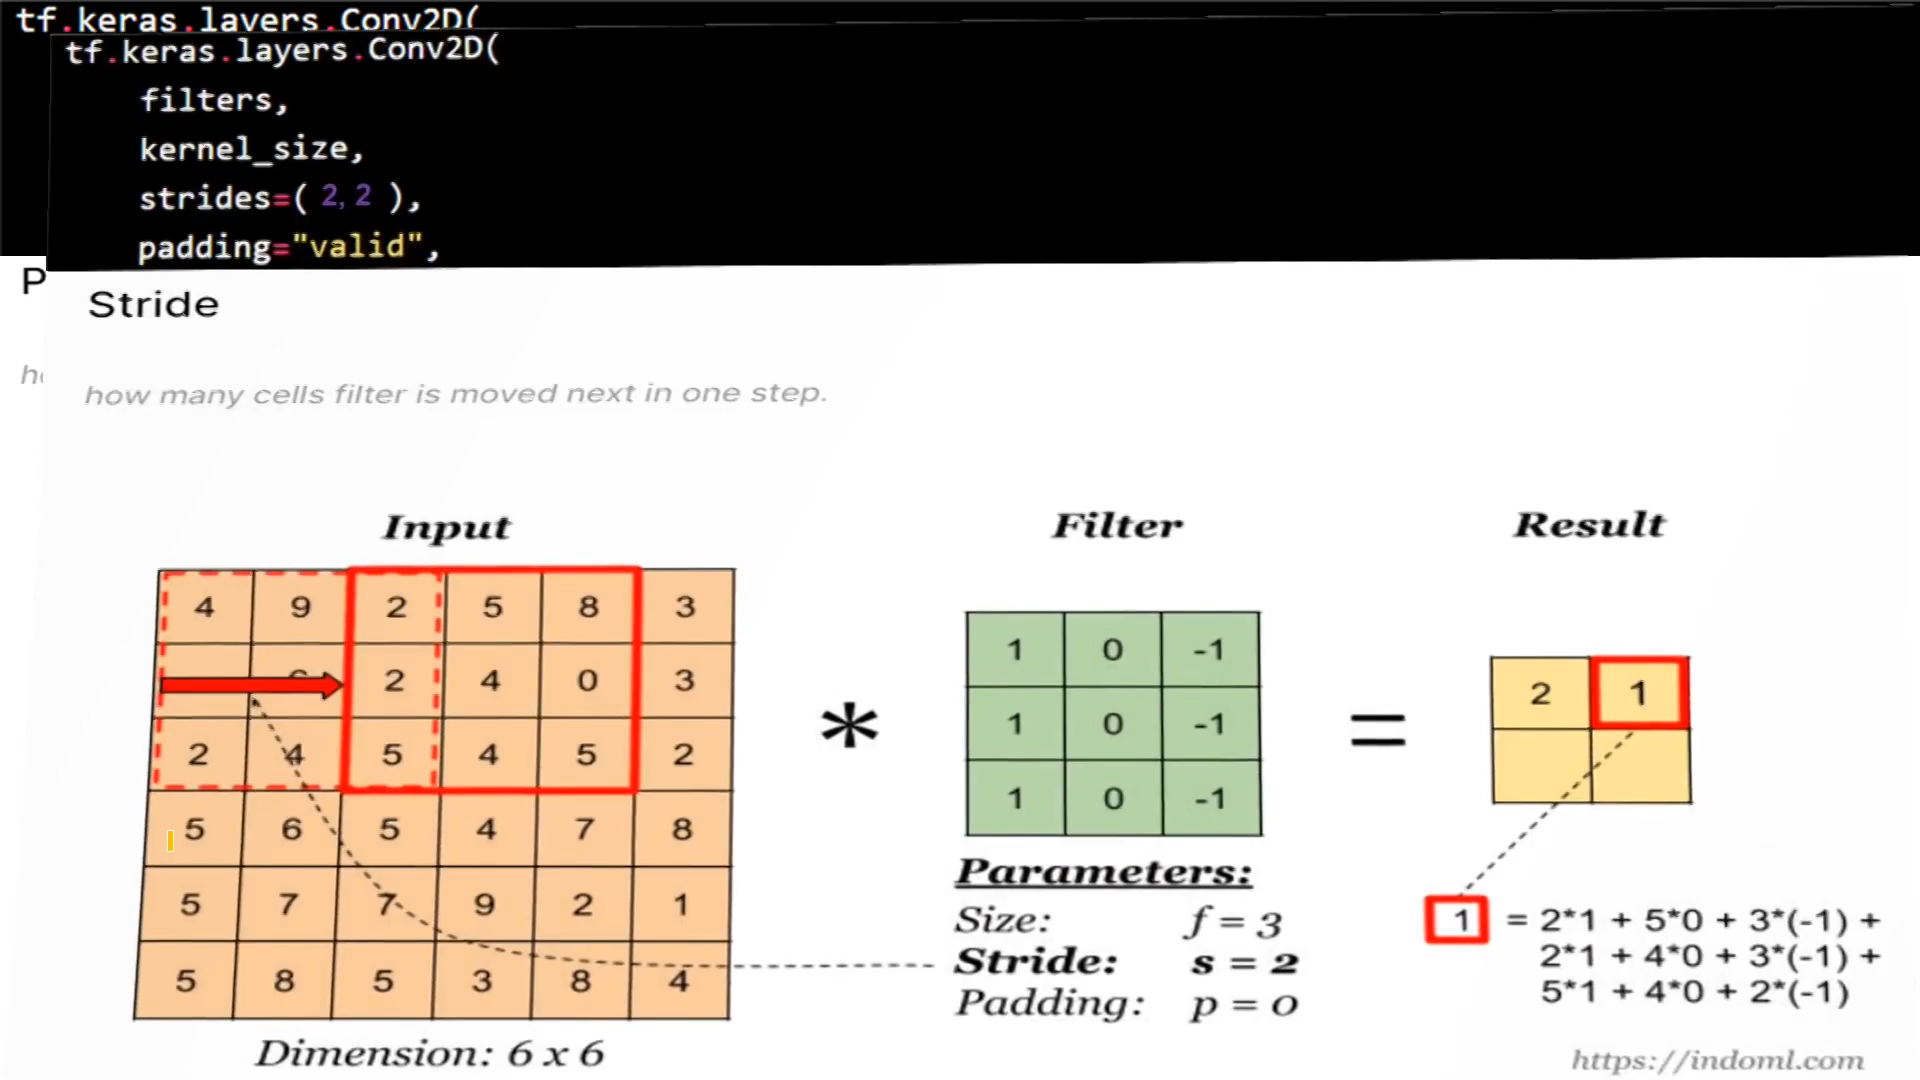 tf.keras.layers.Conv2D(
tf.keras.layers.Conv2D(
filters,
kernel_size,
strides=( 2, 2 ),
padding="valid",
P
Stride
how many cells filter is moved next in one step.
Input
Filter
Result
4 9 2 5 8 3
2 4 0 3
2 4 5 4 5 2
5 6 5 4 7 8
5 7 7 9 2 1
5 8 5 3 8 4
Dimension: 6 x 6
*
1 0 -1
1 0 -1
1 0 -1
Parameters:
Size: f = 3
Stride: s = 2
Padding: p = 0
=
2 1
1 = 2*1 + 5*0 + 3*(-1) +
2*1 + 4*0 + 3*(-1) +
5*1 + 4*0 + 2*(-1)
https://indoml.com